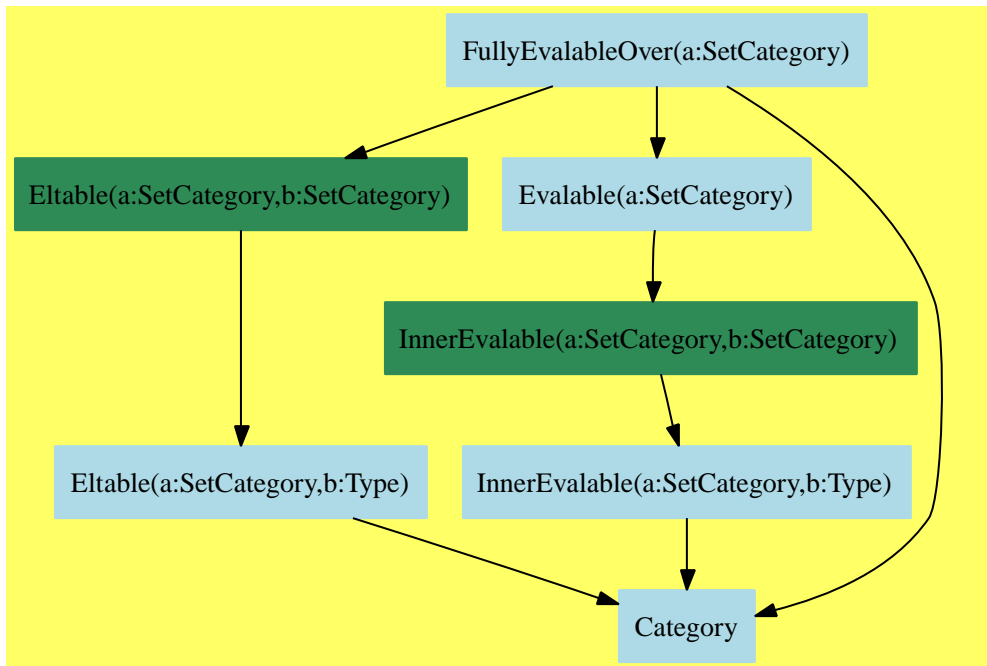 FullyEvalableOver(a:SetCategory)
Eltable(a:SetCategory,b:SetCategory)
Evalable(a:SetCategory)
InnerEvalable(a:SetCategory,b:SetCategory)
Eltable(a:SetCategory,b:Type)
InnerEvalable(a:SetCategory,b:Type)
Category